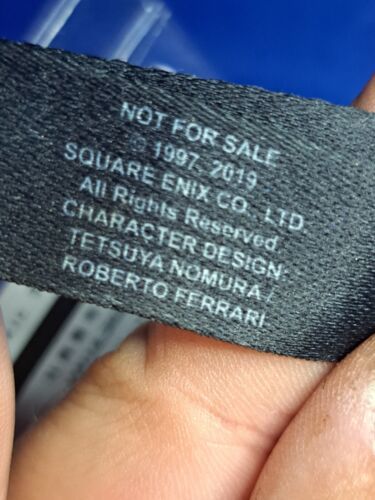 NOT FOR SALE
© 1997, 2019
SQUARE ENIX CO., LTD.
All Rights Reserved.
CHARACTER DESIGN:
TETSUYA NOMURA /
ROBERTO FERRARI